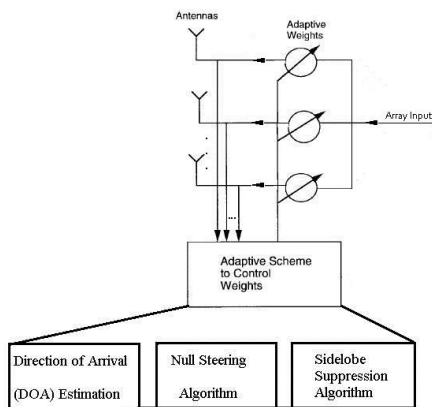 Antennas
Adaptive
Weights
Array Input
Adaptive Scheme
to Control
Weights
Direction of Arrival
(DOA) Estimation
Null Steering
Algorithm
Sidelobe
Suppression
Algorithm